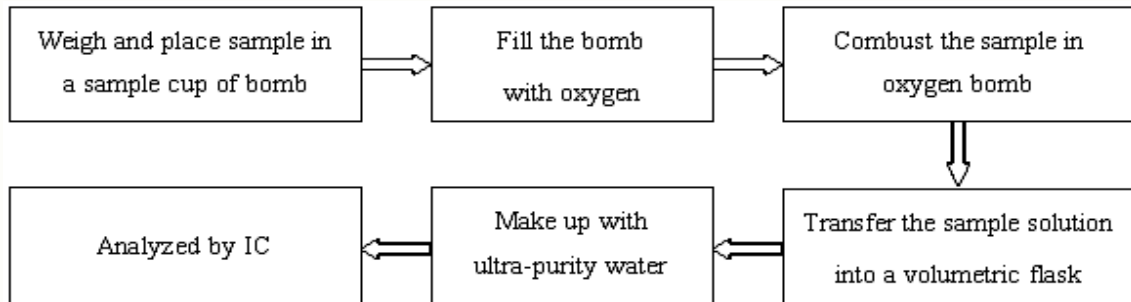 Weigh and place sample in
a sample cup of bomb
Fill the bomb
with oxygen
Combust the sample in
oxygen bomb
Transfer the sample solution
into a volumetric flask
Make up with
ultra-purity water
Analyzed by IC